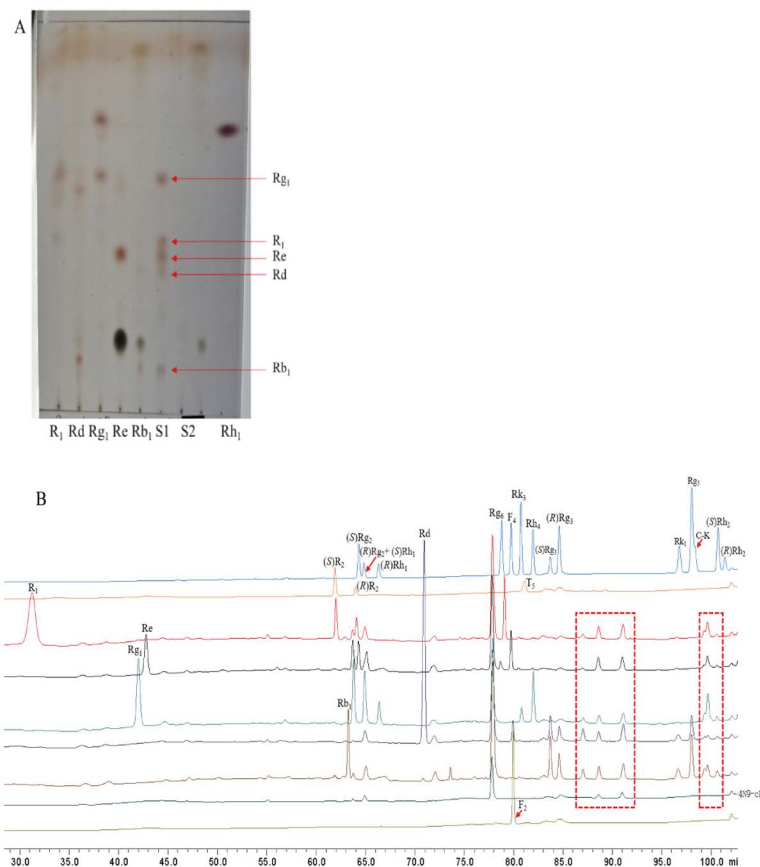 A
Rg₁
R₁
Re
Rd
Rb₁
R₁ Rd Rg₁ Re Rb₁ S1 S2 Rh₁
B
Rg₅
Rk₃
(S)Rg₂
Rd
Rg₆
F₄
Rh₄
(R)Rg₃
(S)Rh₂
(R)Rg₂+ (S)Rh₁
C-K
(S)R₂
(R)Rh₁
(S)Rg₃
Rk₁
(R)Rh₂
R₁
(R)R₂
T₅
Re
Rg₁
Rb₁
F₂
30.0 35.0 40.0 45.0 50.0 55.0 60.0 65.0 70.0 75.0 80.0 85.0 90.0 95.0 100.0 mi